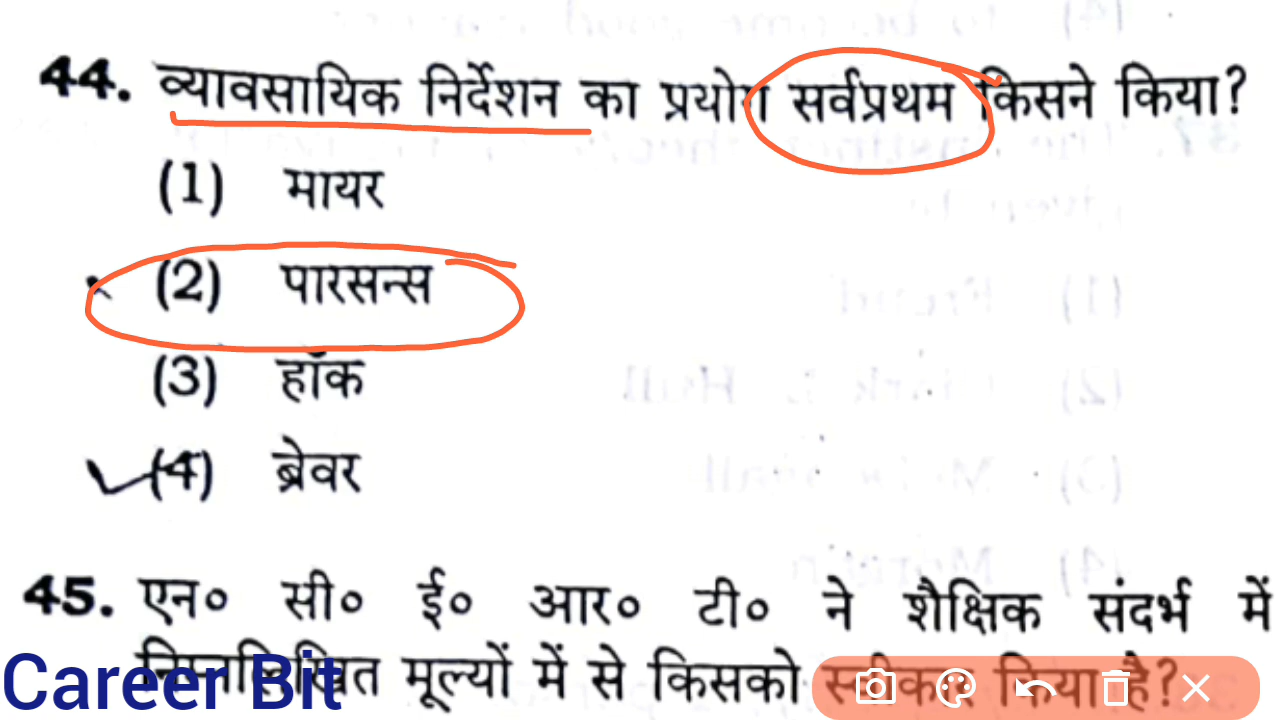 44. व्यावसायिक निर्देशन का प्रयोग सर्वप्रथम किसने किया?
(1) मायर
(2) पारसन्स
(3) हॉक
(4) ब्रेवर
45. एन० सी० ई० आर० टी० ने शैक्षिक संदर्भ में
निम्नलिखित मूल्यों में से किसको स्वीकार किया है?
Career Bit